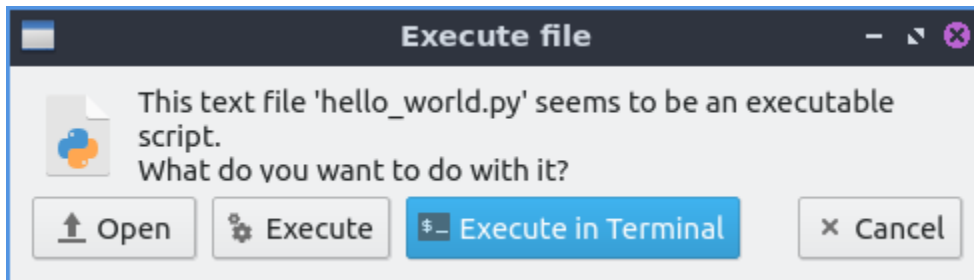 Execute file
This text file 'hello_world.py' seems to be an executable
script.
What do you want to do with it?
Open Execute $_ Execute in Terminal Cancel